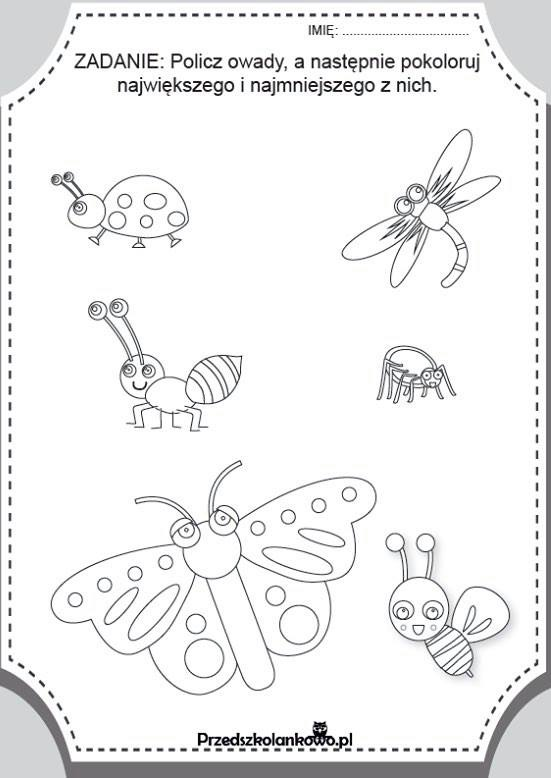 IMIĘ: ..................................
ZADANIE: Policz owady, a następnie pokoloruj
największego i najmniejszego z nich.
Przedszkolankowo.pl